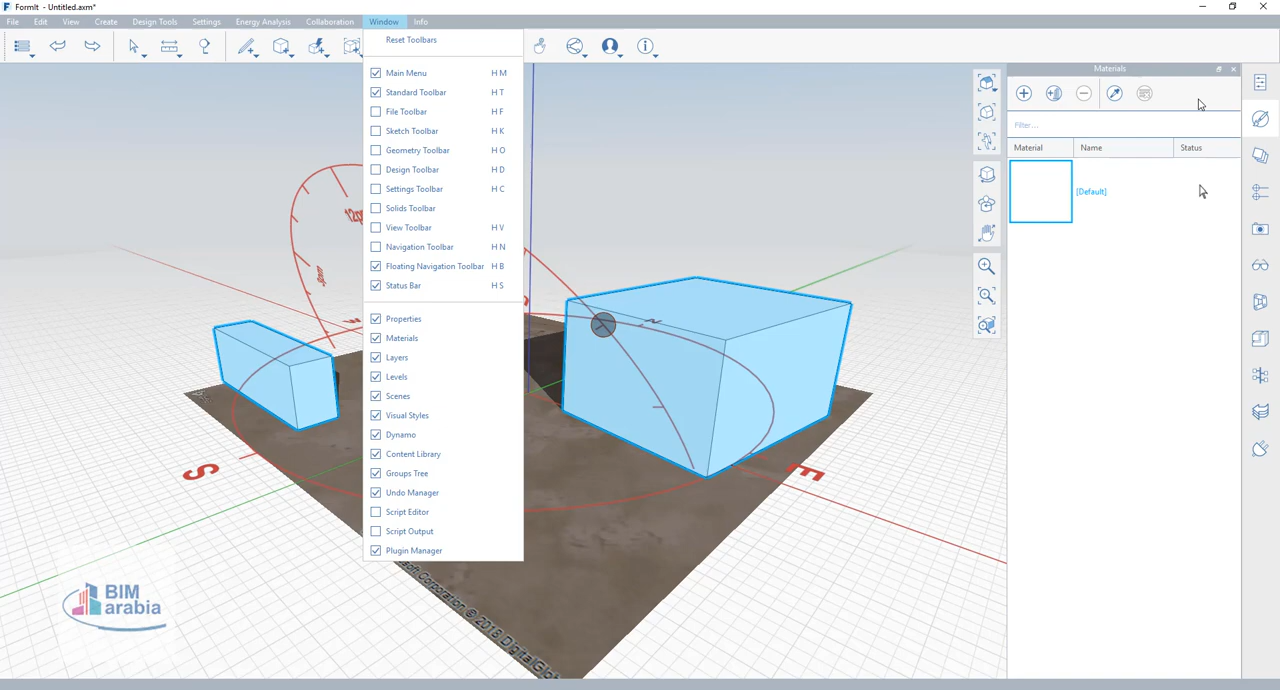 FormIt - Untitled.axm*
File Edit View Create Design Tools Settings Energy Analysis Collaboration Window Info
Reset Toolbars
Main Menu H M
Standard Toolbar H T
File Toolbar H F
Sketch Toolbar H K
Geometry Toolbar H O
Design Toolbar H D
Settings Toolbar H C
Solids Toolbar
View Toolbar H V
Navigation Toolbar H N
Floating Navigation Toolbar H B
Status Bar H S
Properties
Materials
Layers
Levels
Scenes
Visual Styles
Dynamo
Content Library
Groups Tree
Undo Manager
Script Editor
Script Output
Plugin Manager
Materials
Filter...
Material Name Status
[Default]
S
E
Corporation © 2018 DigitalGlob
BIM
arabia